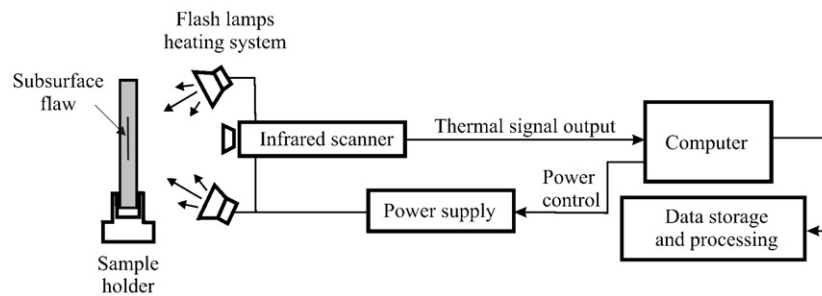 Flash lamps
heating system
Subsurface
flaw
Infrared scanner
Thermal signal output
Computer
Power
control
Power supply
Data storage
and processing
Sample
holder